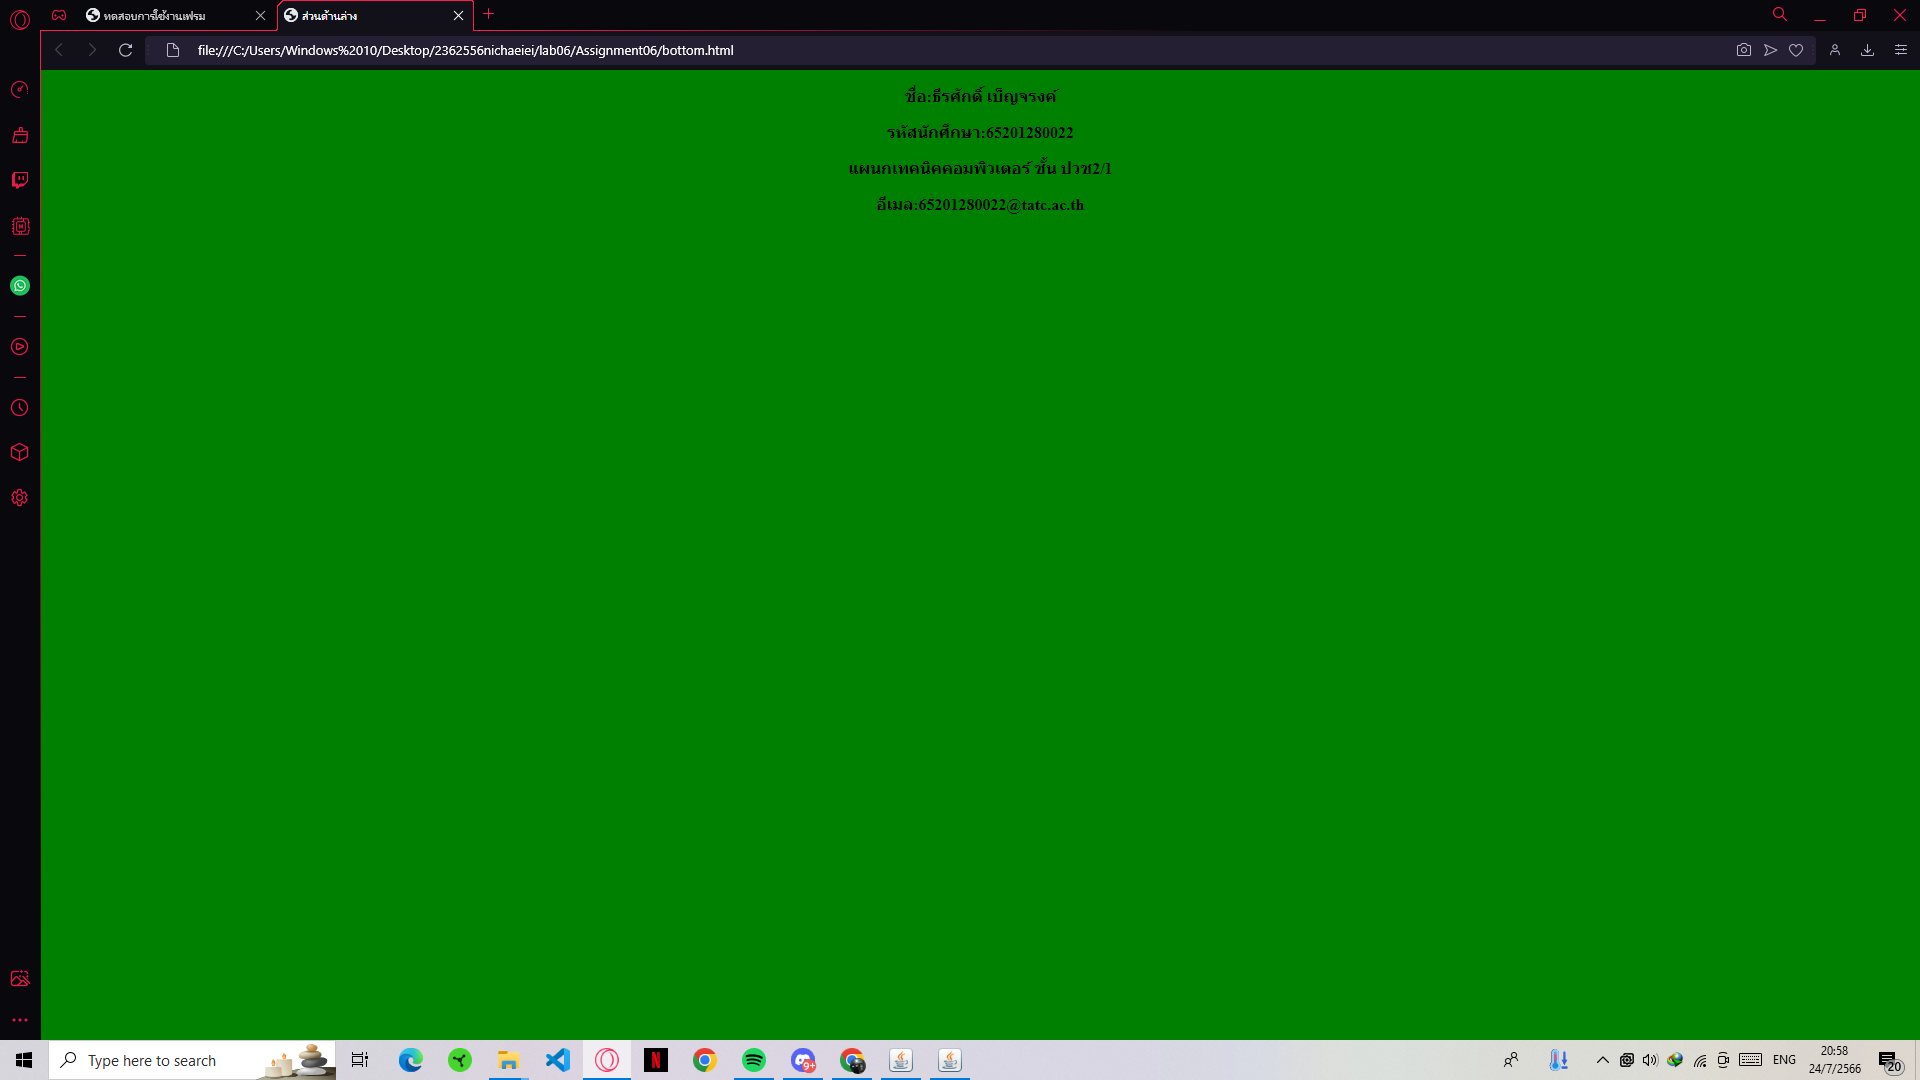 ทดสอบการใช้งานเฟรม
ส่วนด้านล่าง
file:///C:/Users/Windows%2010/Desktop/2362556nichaeiei/lab06/Assignment06/bottom.html
ชื่อ:ธีรศักดิ์ เบ็ญจรงค์
รหัสนักศึกษา:65201280022
แผนกเทคนิคคอมพิวเตอร์ ชั้น ปวช2/1
อีเมล:65201280022@tatc.ac.th
Type here to search
N
9+
ENG
20:58
24/7/2566
20